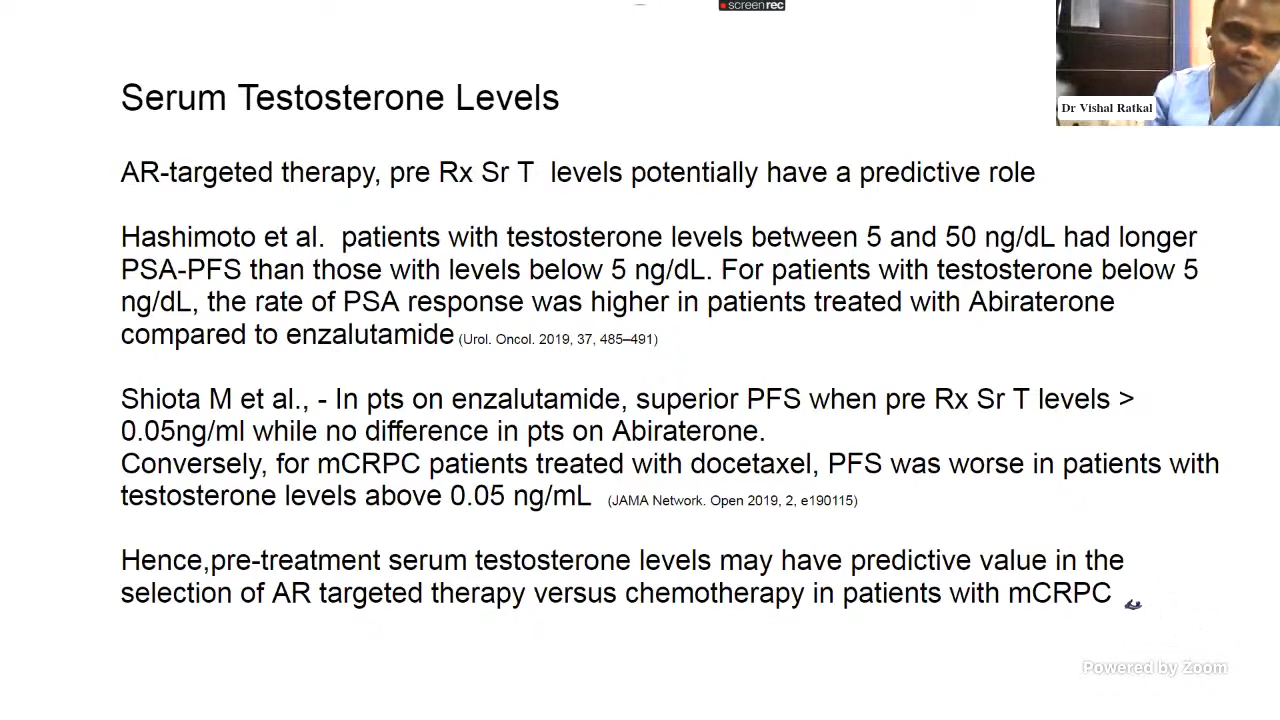 screenrec
Dr Vishal Ratkal
Serum Testosterone Levels
AR-targeted therapy, pre Rx Sr T levels potentially have a predictive role
Hashimoto et al. patients with testosterone levels between 5 and 50 ng/dL had longer
PSA-PFS than those with levels below 5 ng/dL. For patients with testosterone below 5
ng/dL, the rate of PSA response was higher in patients treated with Abiraterone
compared to enzalutamide (Urol. Oncol. 2019, 37, 485–491)
Shiota M et al., - In pts on enzalutamide, superior PFS when pre Rx Sr T levels >
0.05ng/ml while no difference in pts on Abiraterone.
Conversely, for mCRPC patients treated with docetaxel, PFS was worse in patients with
testosterone levels above 0.05 ng/mL (JAMA Network. Open 2019, 2, e190115)
Hence,pre-treatment serum testosterone levels may have predictive value in the
selection of AR targeted therapy versus chemotherapy in patients with mCRPC
Powered by Zoom